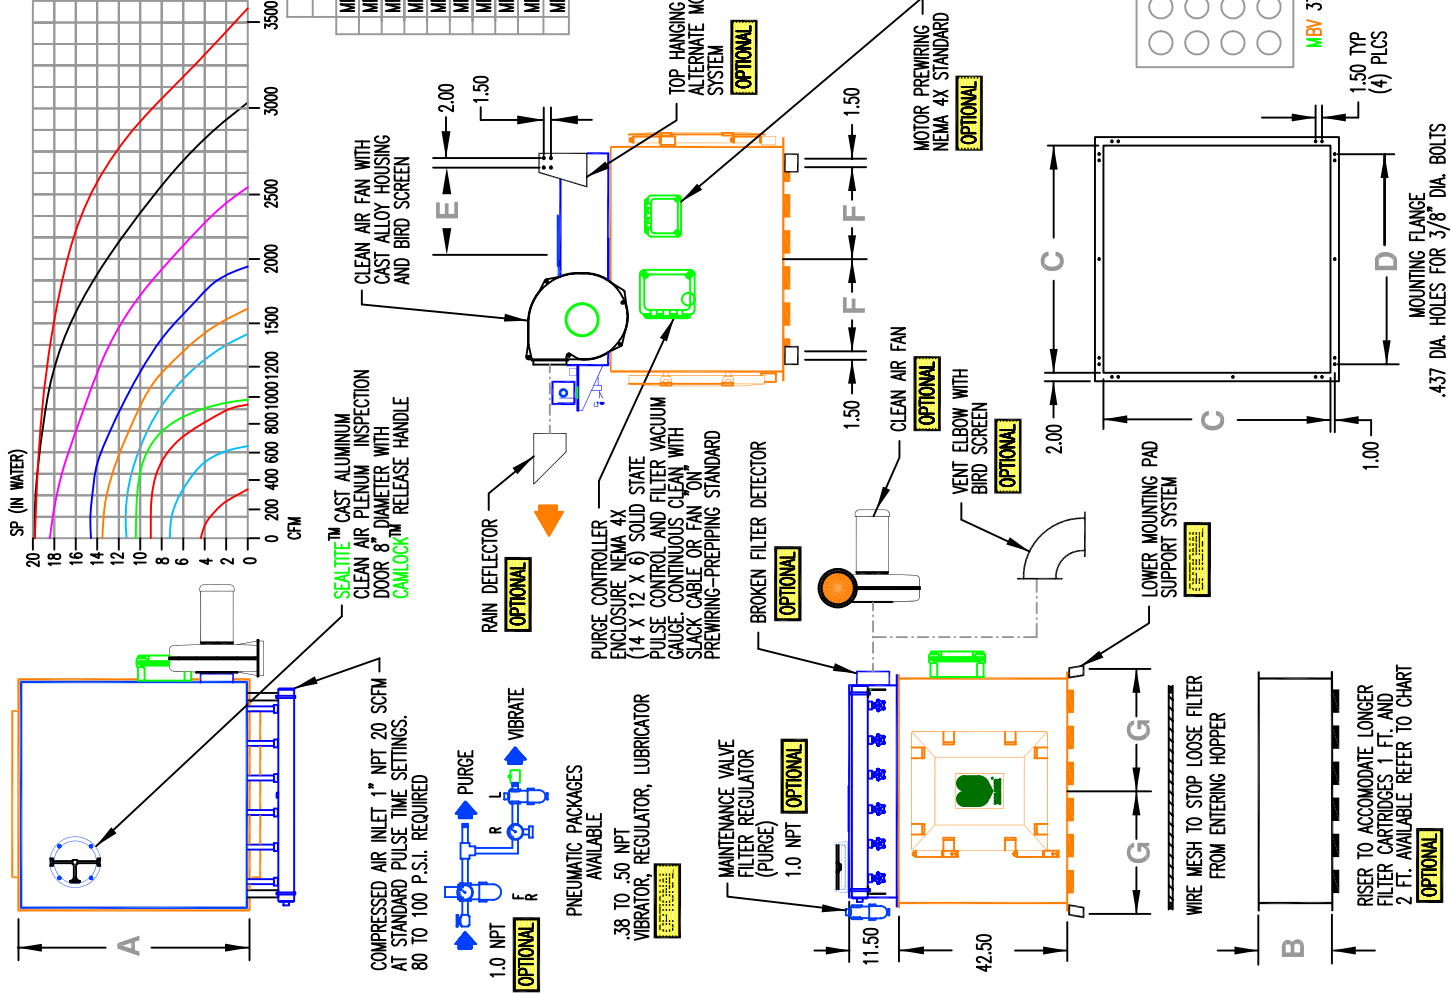 SP (IN WATER)
20
18
16
14
12
10
8
6
4
2
0
0
200
400
600
800
1000
1200
1500
2000
2500
3000
3500
CFM
SEALTITE™ CAST ALUMINUM
CLEAN AIR PLENUM INSPECTION
DOOR 8" DIAMETER WITH
CAMLOCK™ RELEASE HANDLE
A
COMPRESSED AIR INLET 1" NPT 20 SCFM
AT STANDARD PULSE TIME SETTINGS.
80 TO 100 P.S.I. REQUIRED
PURGE
VIBRATE
L
R
F
R
1.0 NPT
OPTIONAL
PNEUMATIC PACKAGES
AVAILABLE
.38 TO .50 NPT
VIBRATOR, REGULATOR, LUBRICATOR
OPTIONAL
CLEAN AIR FAN WITH
CAST ALLOY HOUSING
AND BIRD SCREEN
2.00
1.50
E
TOP HANGING
ALTERNATE
SYSTEM
OPTIONAL
MOTOR PREWIRING
NEMA 4X STANDARD
OPTIONAL
1.50
F
F
1.50
RAIN DEFLECTOR
OPTIONAL
PURGE CONTROLLER
ENCLOSURE NEMA 4X
(14 X 12 X 6) SOLID STATE
PULSE CONTROL AND FILTER VACUUM
GAUGE. CONTINUOUS CLEAN WITH
SLACK CABLE OR FAN "ON"
PREWIRING-PREPIPING STANDARD
BROKEN FILTER DETECTOR
OPTIONAL
CLEAN AIR FAN
OPTIONAL
VENT ELBOW WITH
BIRD SCREEN
OPTIONAL
LOWER MOUNTING PAD
SUPPORT SYSTEM
OPTIONAL
MAINTENANCE VALVE
FILTER REGULATOR
(PURGE)
1.0 NPT
OPTIONAL
11.50
42.50
G
G
WIRE MESH TO STOP LOOSE FILTER
FROM ENTERING HOPPER
B
RISER TO ACCOMODATE LONGER
FILTER CARTRIDGES 1 FT. AND
2 FT. AVAILABLE REFER TO CHART
OPTIONAL
MBV
1.50 TYP
(4) PLCS
C
C
D
2.00
1.00
MOUNTING FLANGE
.437 DIA. HOLES FOR 3/8" DIA. BOLTS